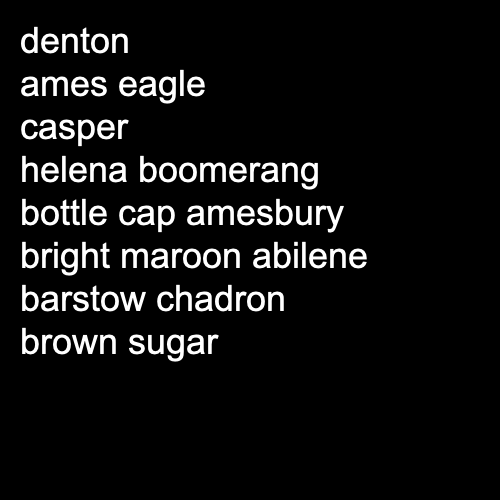 denton
ames eagle
casper
helena boomerang
bottle cap amesbury
bright maroon abilene
barstow chadron
brown sugar